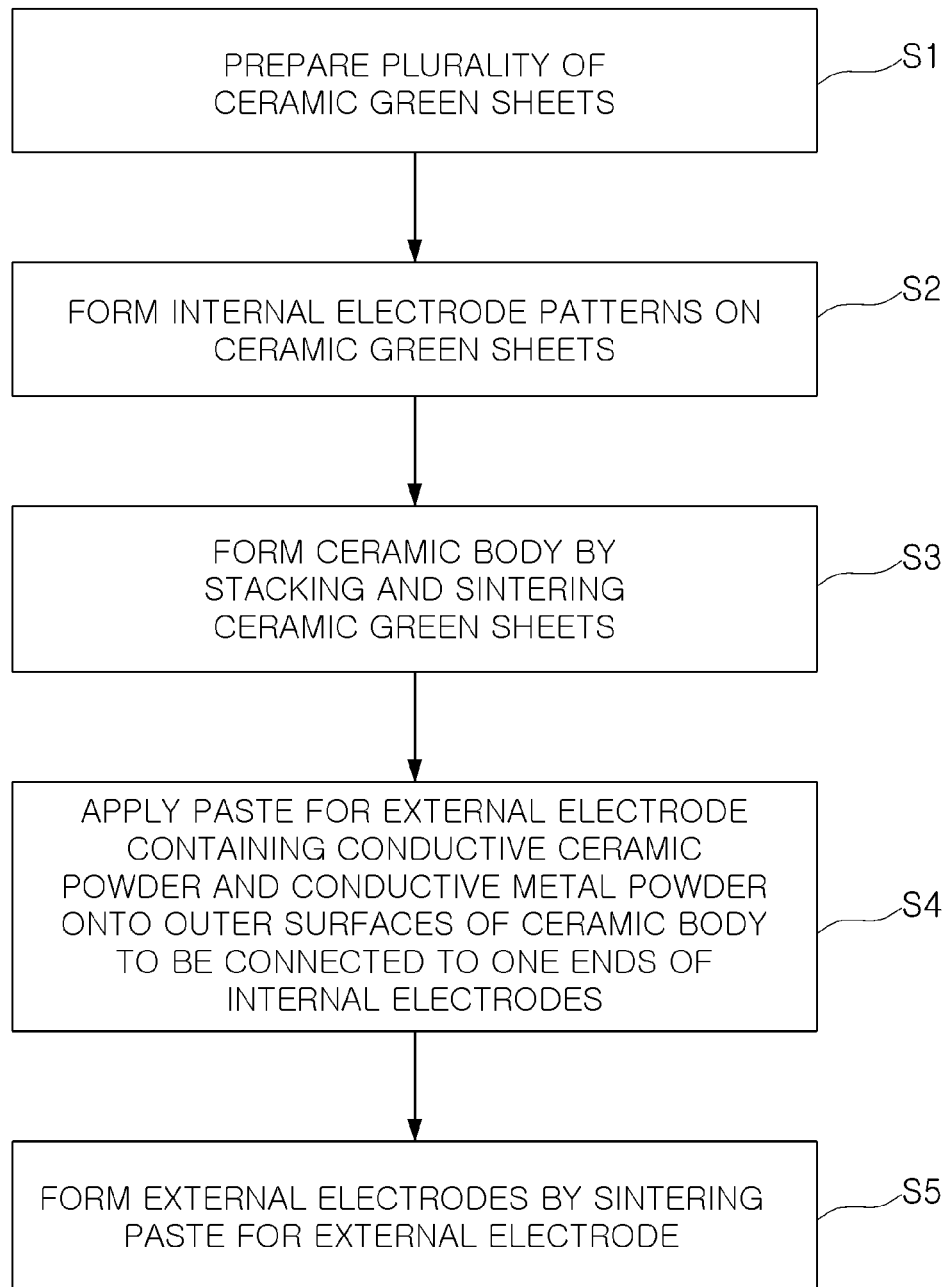 PREPARE PLURALITY OF
CERAMIC GREEN SHEETS
S1
FORM INTERNAL ELECTRODE PATTERNS ON
CERAMIC GREEN SHEETS
S2
FORM CERAMIC BODY BY
STACKING AND SINTERING
CERAMIC GREEN SHEETS
S3
APPLY PASTE FOR EXTERNAL ELECTRODE
CONTAINING CONDUCTIVE CERAMIC
POWDER AND CONDUCTIVE METAL POWDER
ONTO OUTER SURFACES OF CERAMIC BODY
TO BE CONNECTED TO ONE ENDS OF
INTERNAL ELECTRODES
S4
FORM EXTERNAL ELECTRODES BY SINTERING
PASTE FOR EXTERNAL ELECTRODE
S5